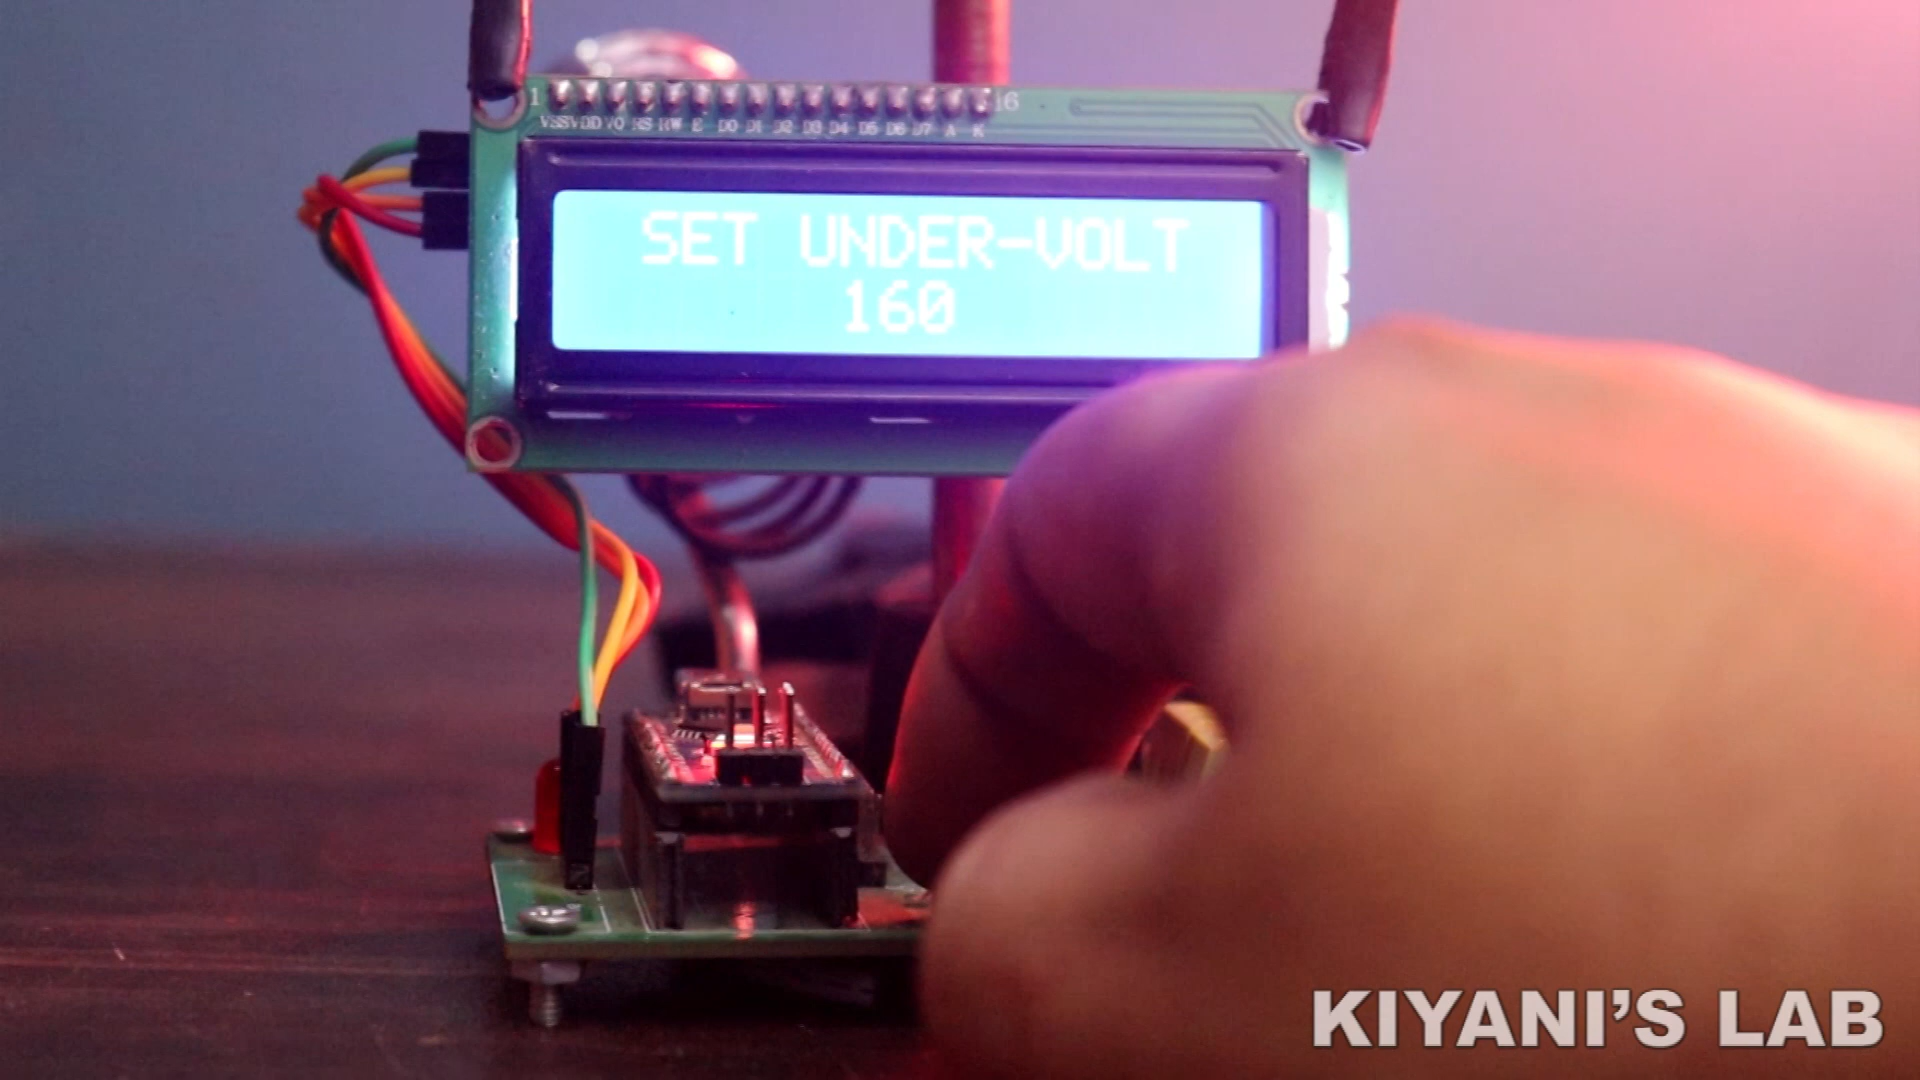 1 16
VSS VDD VO RS RW E D0 D1 D2 D3 D4 D5 D6 D7 A K
SET UNDER-VOLT
160
KIYANI'S LAB